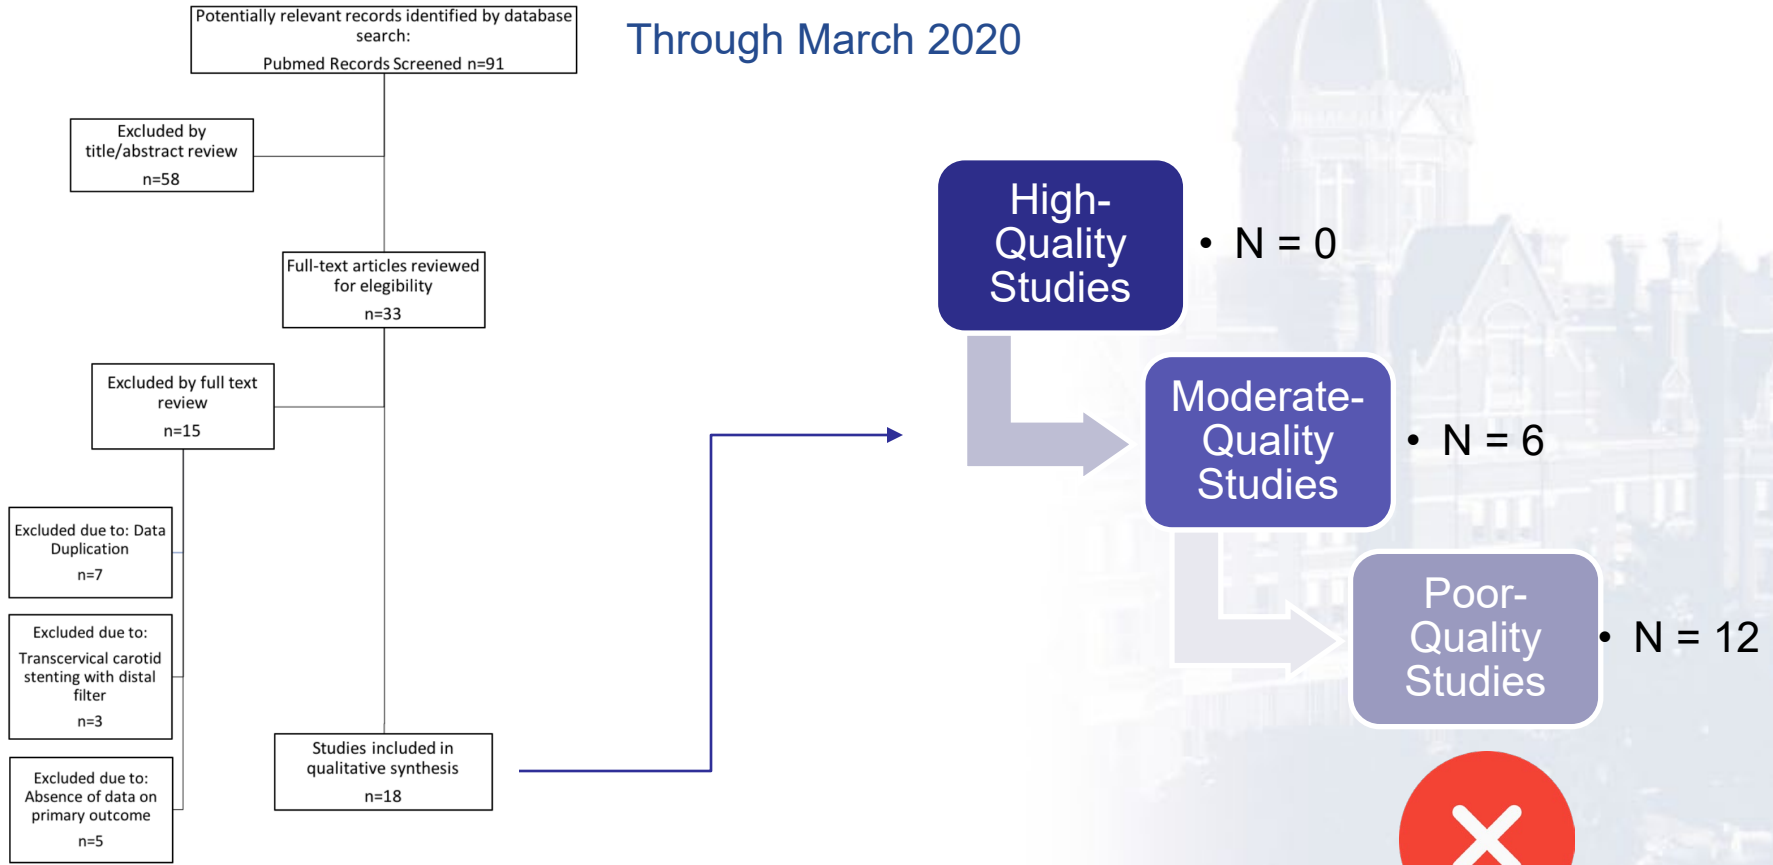 Potentially relevant records identified by database
search:
Pubmed Records Screened n=91
Through March 2020
Excluded by
title/abstract review
n=58
Full-text articles reviewed
for elegibility
n=33
Excluded by full text
review
n=15
Excluded due to: Data
Duplication
n=7
Excluded due to:
Transcervical carotid
stenting with distal
filter
n=3
Excluded due to:
Absence of data on
primary outcome
n=5
Studies included in
qualitative synthesis
n=18
High-
Quality
Studies
• N = 0
Moderate-
Quality
Studies
• N = 6
Poor-
Quality
Studies
• N = 12